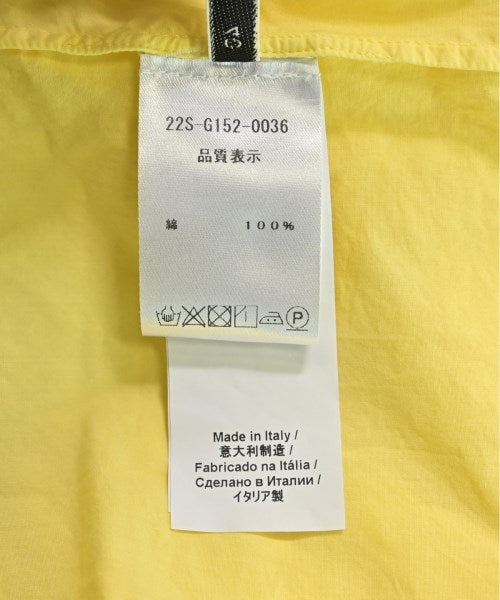 22S-G152-0036
品質表示
綿 100%
P
Made in Italy /
意大利制造 /
Fabricado na Itália /
Сделано в Италии /
イタリア製